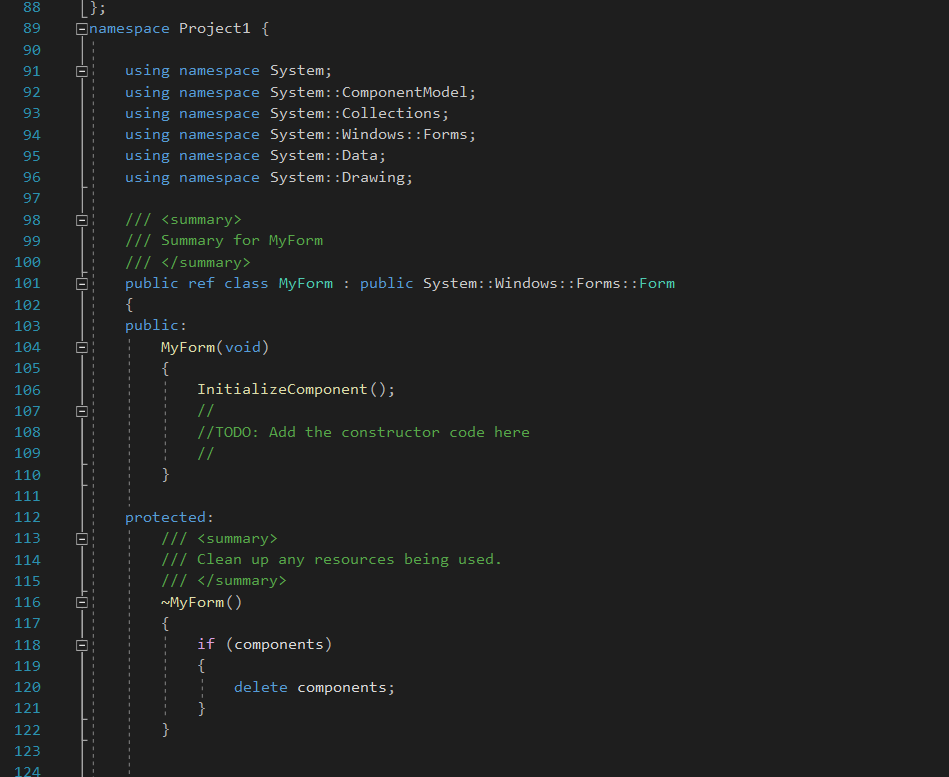 88 };
89 namespace Project1 {
90
91 using namespace System;
92 using namespace System::ComponentModel;
93 using namespace System::Collections;
94 using namespace System::Windows::Forms;
95 using namespace System::Data;
96 using namespace System::Drawing;
97
98 /// <summary>
99 /// Summary for MyForm
100 /// </summary>
101 public ref class MyForm : public System::Windows::Forms::Form
102 {
103 public:
104 MyForm(void)
105 {
106 InitializeComponent();
107 //
108 //TODO: Add the constructor code here
109 //
110 }
111
112 protected:
113 /// <summary>
114 /// Clean up any resources being used.
115 /// </summary>
116 ~MyForm()
117 {
118 if (components)
119 {
120 delete components;
121 }
122 }
123
124